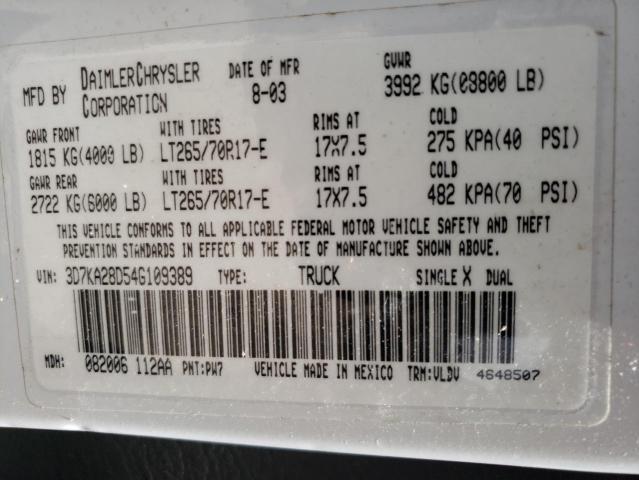 MFD BY DAIMLERCHRYSLER CORPORATION DATE OF MFR 8-03 GVWR 3992 KG(08800 LB)
GAWR FRONT WITH TIRES RIMS AT COLD
1815 KG(4000 LB) LT265/70R17-E 17X7.5 275 KPA(40 PSI)
GAWR REAR WITH TIRES RIMS AT COLD
2722 KG(6000 LB) LT265/70R17-E 17X7.5 482 KPA(70 PSI)
THIS VEHICLE CONFORMS TO ALL APPLICABLE FEDERAL MOTOR VEHICLE SAFETY AND THEFT
PREVENTION STANDARDS IN EFFECT ON THE DATE OF MANUFACTURE SHOWN ABOVE.
VIN: 3D7KA28D54G109389 TYPE: TRUCK SINGLE X DUAL
MDH: 082006 112AA PNT:PW7 VEHICLE MADE IN MEXICO TRM:VLDV 4648507